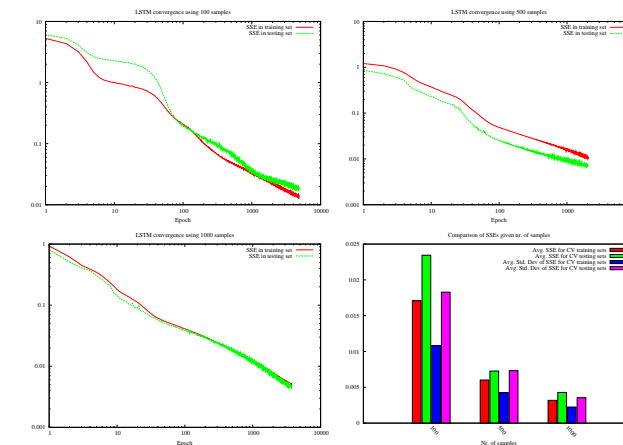 LSTM convergence using 100 samples
SSE in training set
SSE in testing set
10
1
0.1
0.01
1
10
100
1000
10000
Epoch
LSTM convergence using 500 samples
SSE in training set
SSE in testing set
10
1
0.1
0.01
0.001
1
10
100
1000
Epoch
LSTM convergence using 1000 samples
SSE in training set
SSE in testing set
1
0.1
0.01
0.001
1
10
100
1000
10000
Epoch
Comparison of SSEs given nr. of samples
Avg. SSE for CV training sets
Avg. SSE for CV testing sets
Avg. Std. Dev of SSE for CV training sets
Avg. Std. Dev of SSE for CV testing sets
0.025
0.02
0.015
0.01
0.005
0
100
500
1000
Nr. of samples